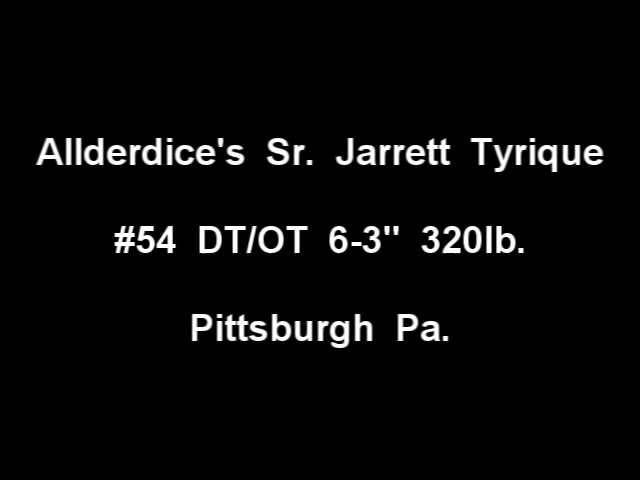 Allderdice's Sr. Jarrett Tyrique
#54 DT/OT 6-3" 320lb.
Pittsburgh Pa.